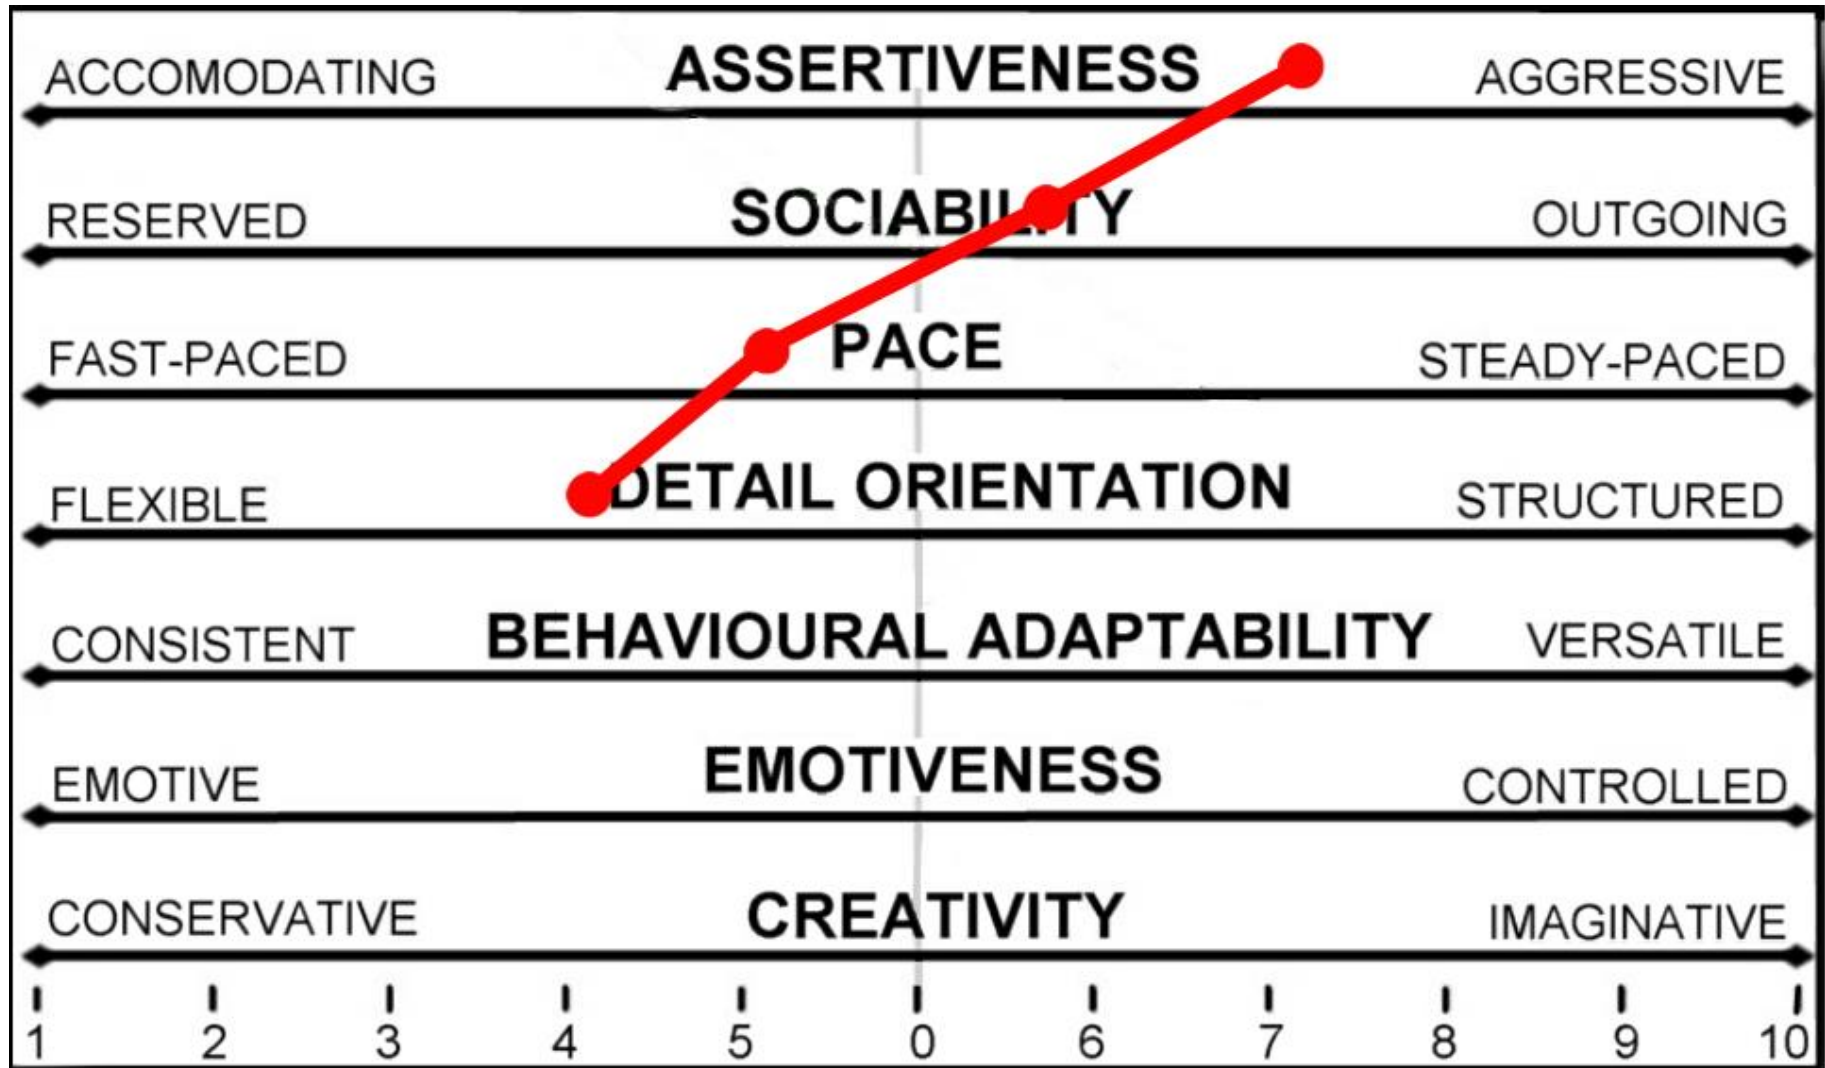 ACCOMODATING ASSERTIVENESS AGGRESSIVE
RESERVED SOCIABILITY OUTGOING
FAST-PACED PACE STEADY-PACED
FLEXIBLE DETAIL ORIENTATION STRUCTURED
CONSISTENT BEHAVIOURAL ADAPTABILITY VERSATILE
EMOTIVE EMOTIVENESS CONTROLLED
CONSERVATIVE CREATIVITY IMAGINATIVE
1 2 3 4 5 0 6 7 8 9 10